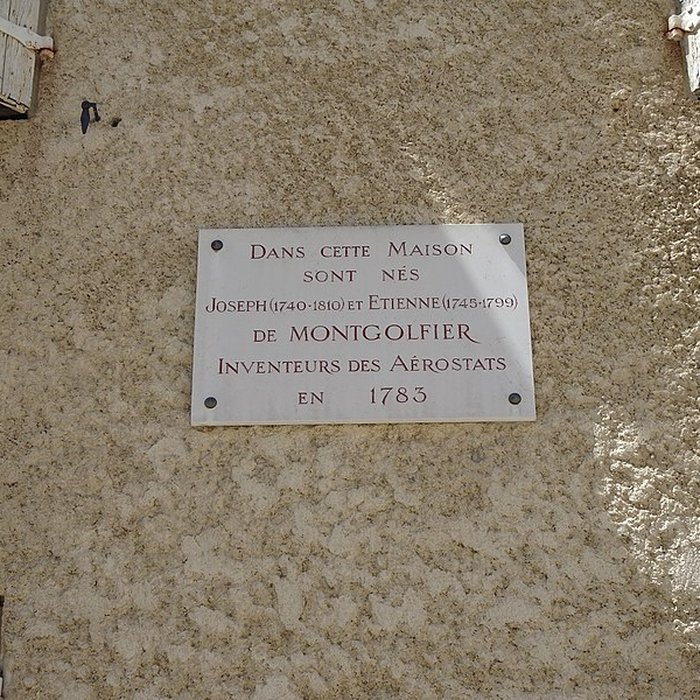 DANS CETTE MAISON
SONT NÉS
JOSEPH (1740-1810) ET ETIENNE (1745-1799)
DE MONTGOLFIER
INVENTEURS DES AÉROSTATS
EN 1783